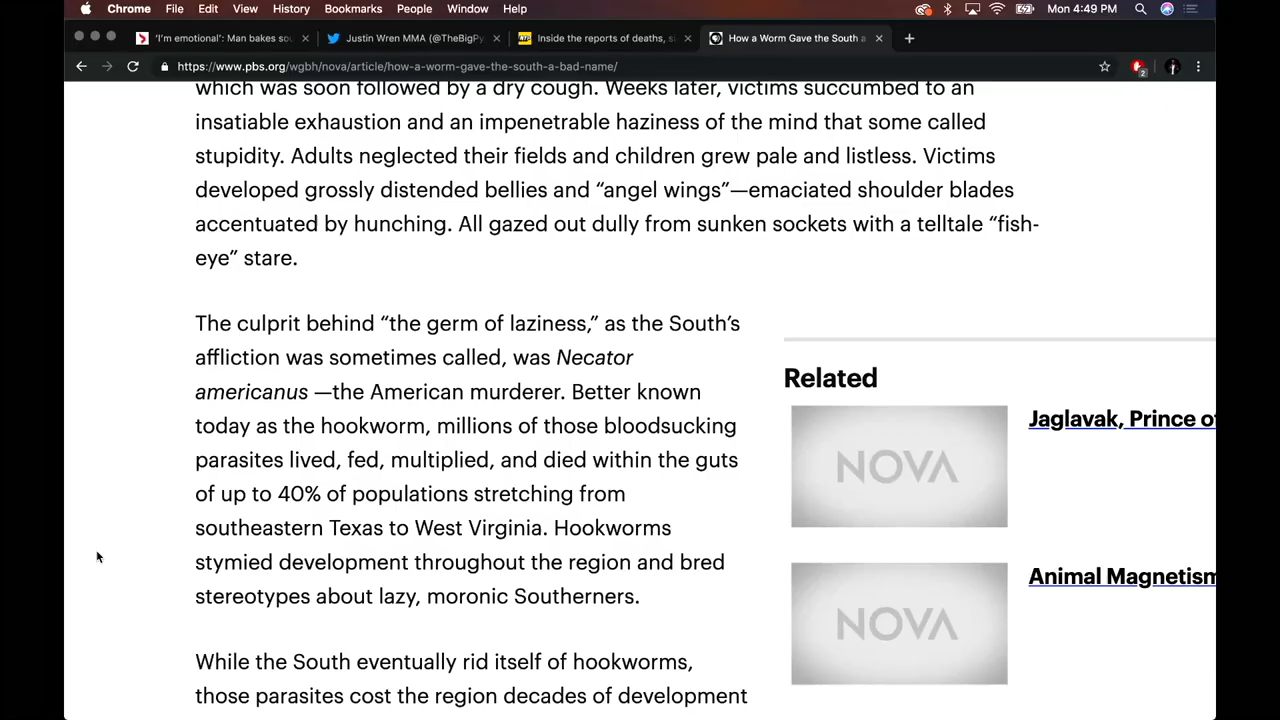 Chrome File Edit View History Bookmarks People Window Help Mon 4:49 PM
'I'm emotional': Man bakes sou
Justin Wren MMA (@TheBigPy
Inside the reports of deaths, s
How a Worm Gave the South a
https://www.pbs.org/wgbh/nova/article/how-a-worm-gave-the-south-a-bad-name/
2
which was soon followed by a dry cough. Weeks later, victims succumbed to an
insatiable exhaustion and an impenetrable haziness of the mind that some called
stupidity. Adults neglected their fields and children grew pale and listless. Victims
developed grossly distended bellies and “angel wings”—emaciated shoulder blades
accentuated by hunching. All gazed out dully from sunken sockets with a telltale “fish-
eye” stare.
The culprit behind “the germ of laziness,” as the South’s
affliction was sometimes called, was Necator
americanus —the American murderer. Better known
today as the hookworm, millions of those bloodsucking
parasites lived, fed, multiplied, and died within the guts
of up to 40% of populations stretching from
southeastern Texas to West Virginia. Hookworms
stymied development throughout the region and bred
stereotypes about lazy, moronic Southerners.
While the South eventually rid itself of hookworms,
those parasites cost the region decades of development
Related
NOVA
Jaglavak, Prince of
NOVA
Animal Magnetism